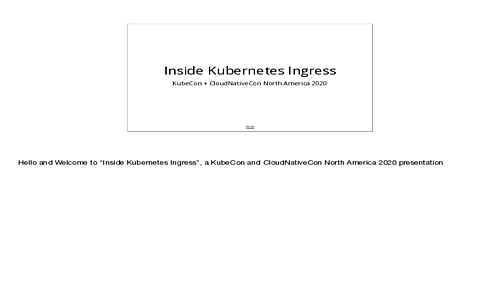 Inside Kubernetes Ingress
KubeCon + CloudNativeCon North America 2020
Hello and Welcome to "Inside Kubernetes Ingress", a KubeCon and CloudNativeCon North America 2020 presentation